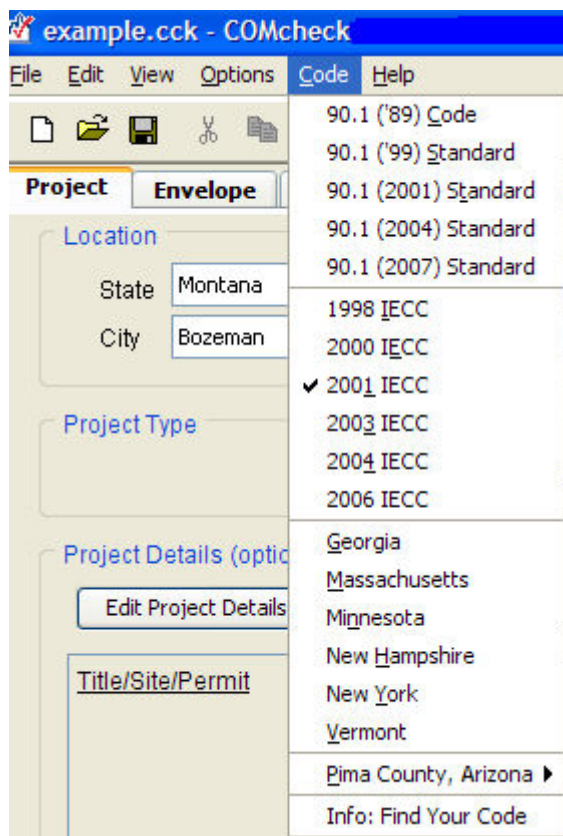 example.cck - COMcheck
File Edit View Options Code Help
Project Envelope
Location
State Montana
City Bozeman
Project Type
Project Details (optio
Edit Project Details
Title/Site/Permit
90.1 ('89) Code
90.1 ('99) Standard
90.1 (2001) Standard
90.1 (2004) Standard
90.1 (2007) Standard
1998 IECC
2000 IECC
2001 IECC
2003 IECC
2004 IECC
2006 IECC
Georgia
Massachusetts
Minnesota
New Hampshire
New York
Vermont
Pima County, Arizona
Info: Find Your Code